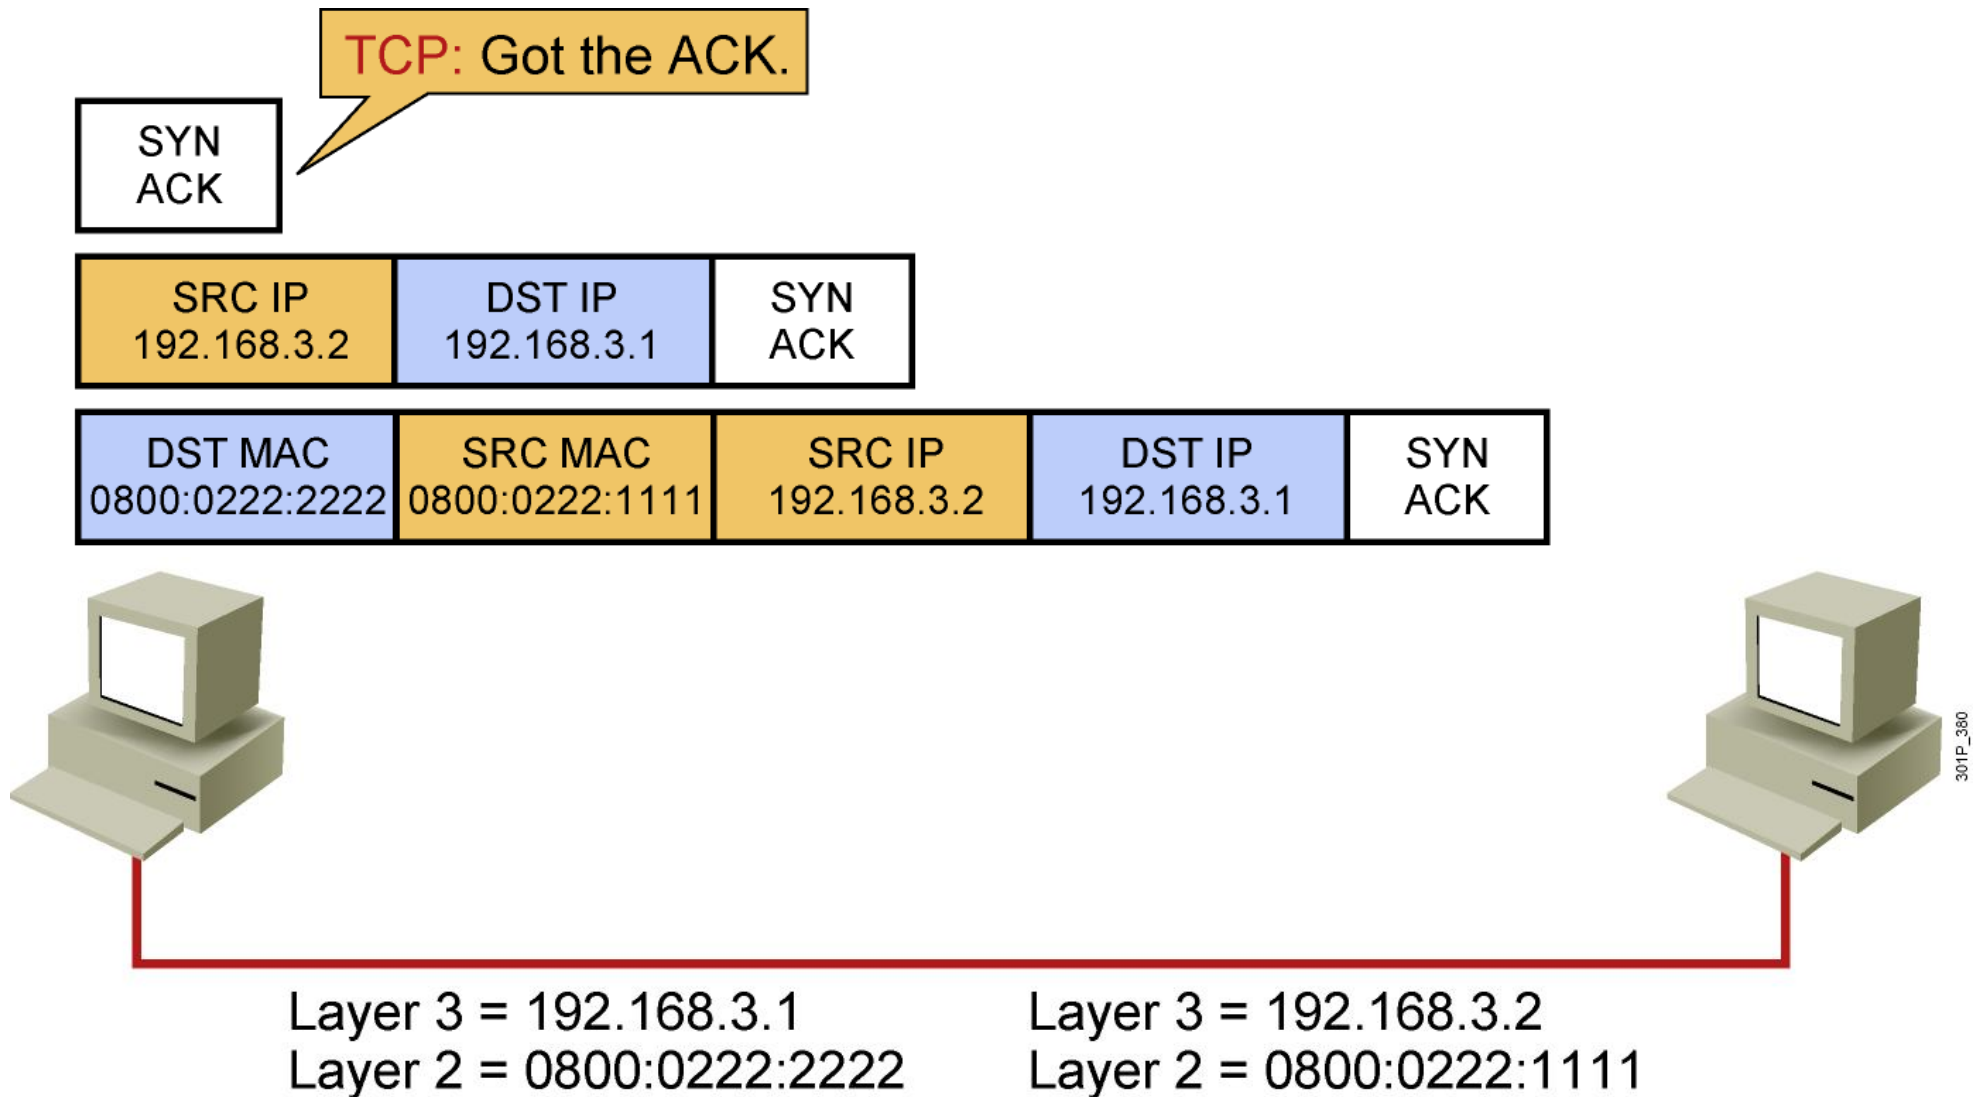 TCP: Got the ACK.
SYN
ACK
SRC IP
192.168.3.2
DST IP
192.168.3.1
SYN
ACK
DST MAC
0800:0222:2222
SRC MAC
0800:0222:1111
SRC IP
192.168.3.2
DST IP
192.168.3.1
SYN
ACK
301P_380
Layer 3 = 192.168.3.1
Layer 2 = 0800:0222:2222
Layer 3 = 192.168.3.2
Layer 2 = 0800:0222:1111